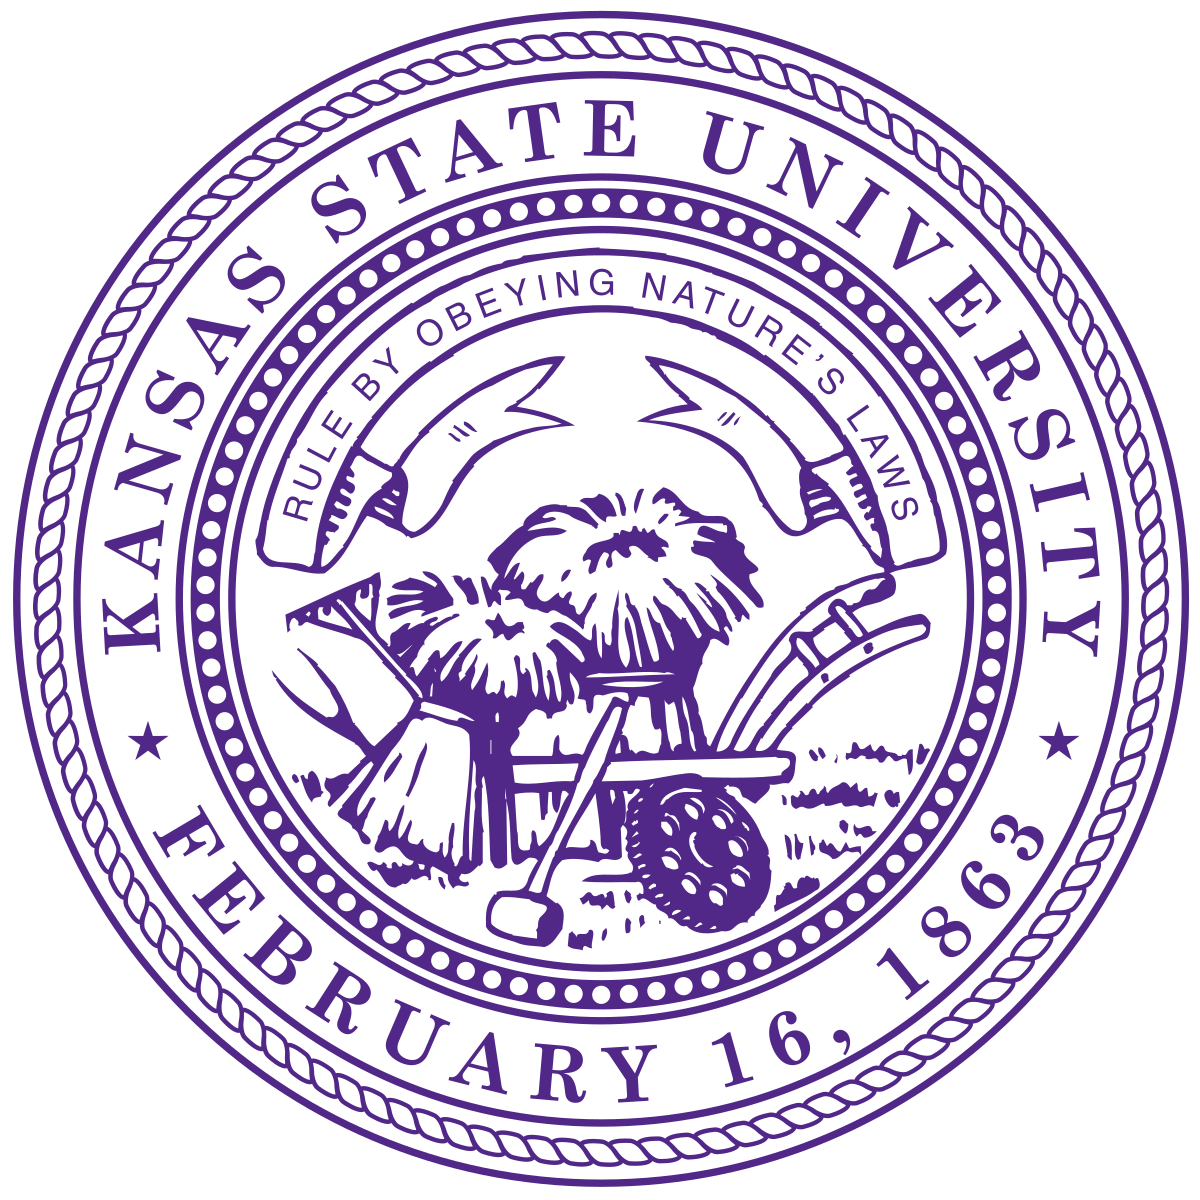 KANSAS STATE UNIVERSITY
RULE BY OBEYING NATURE'S LAWS
FEBRUARY 16, 1863